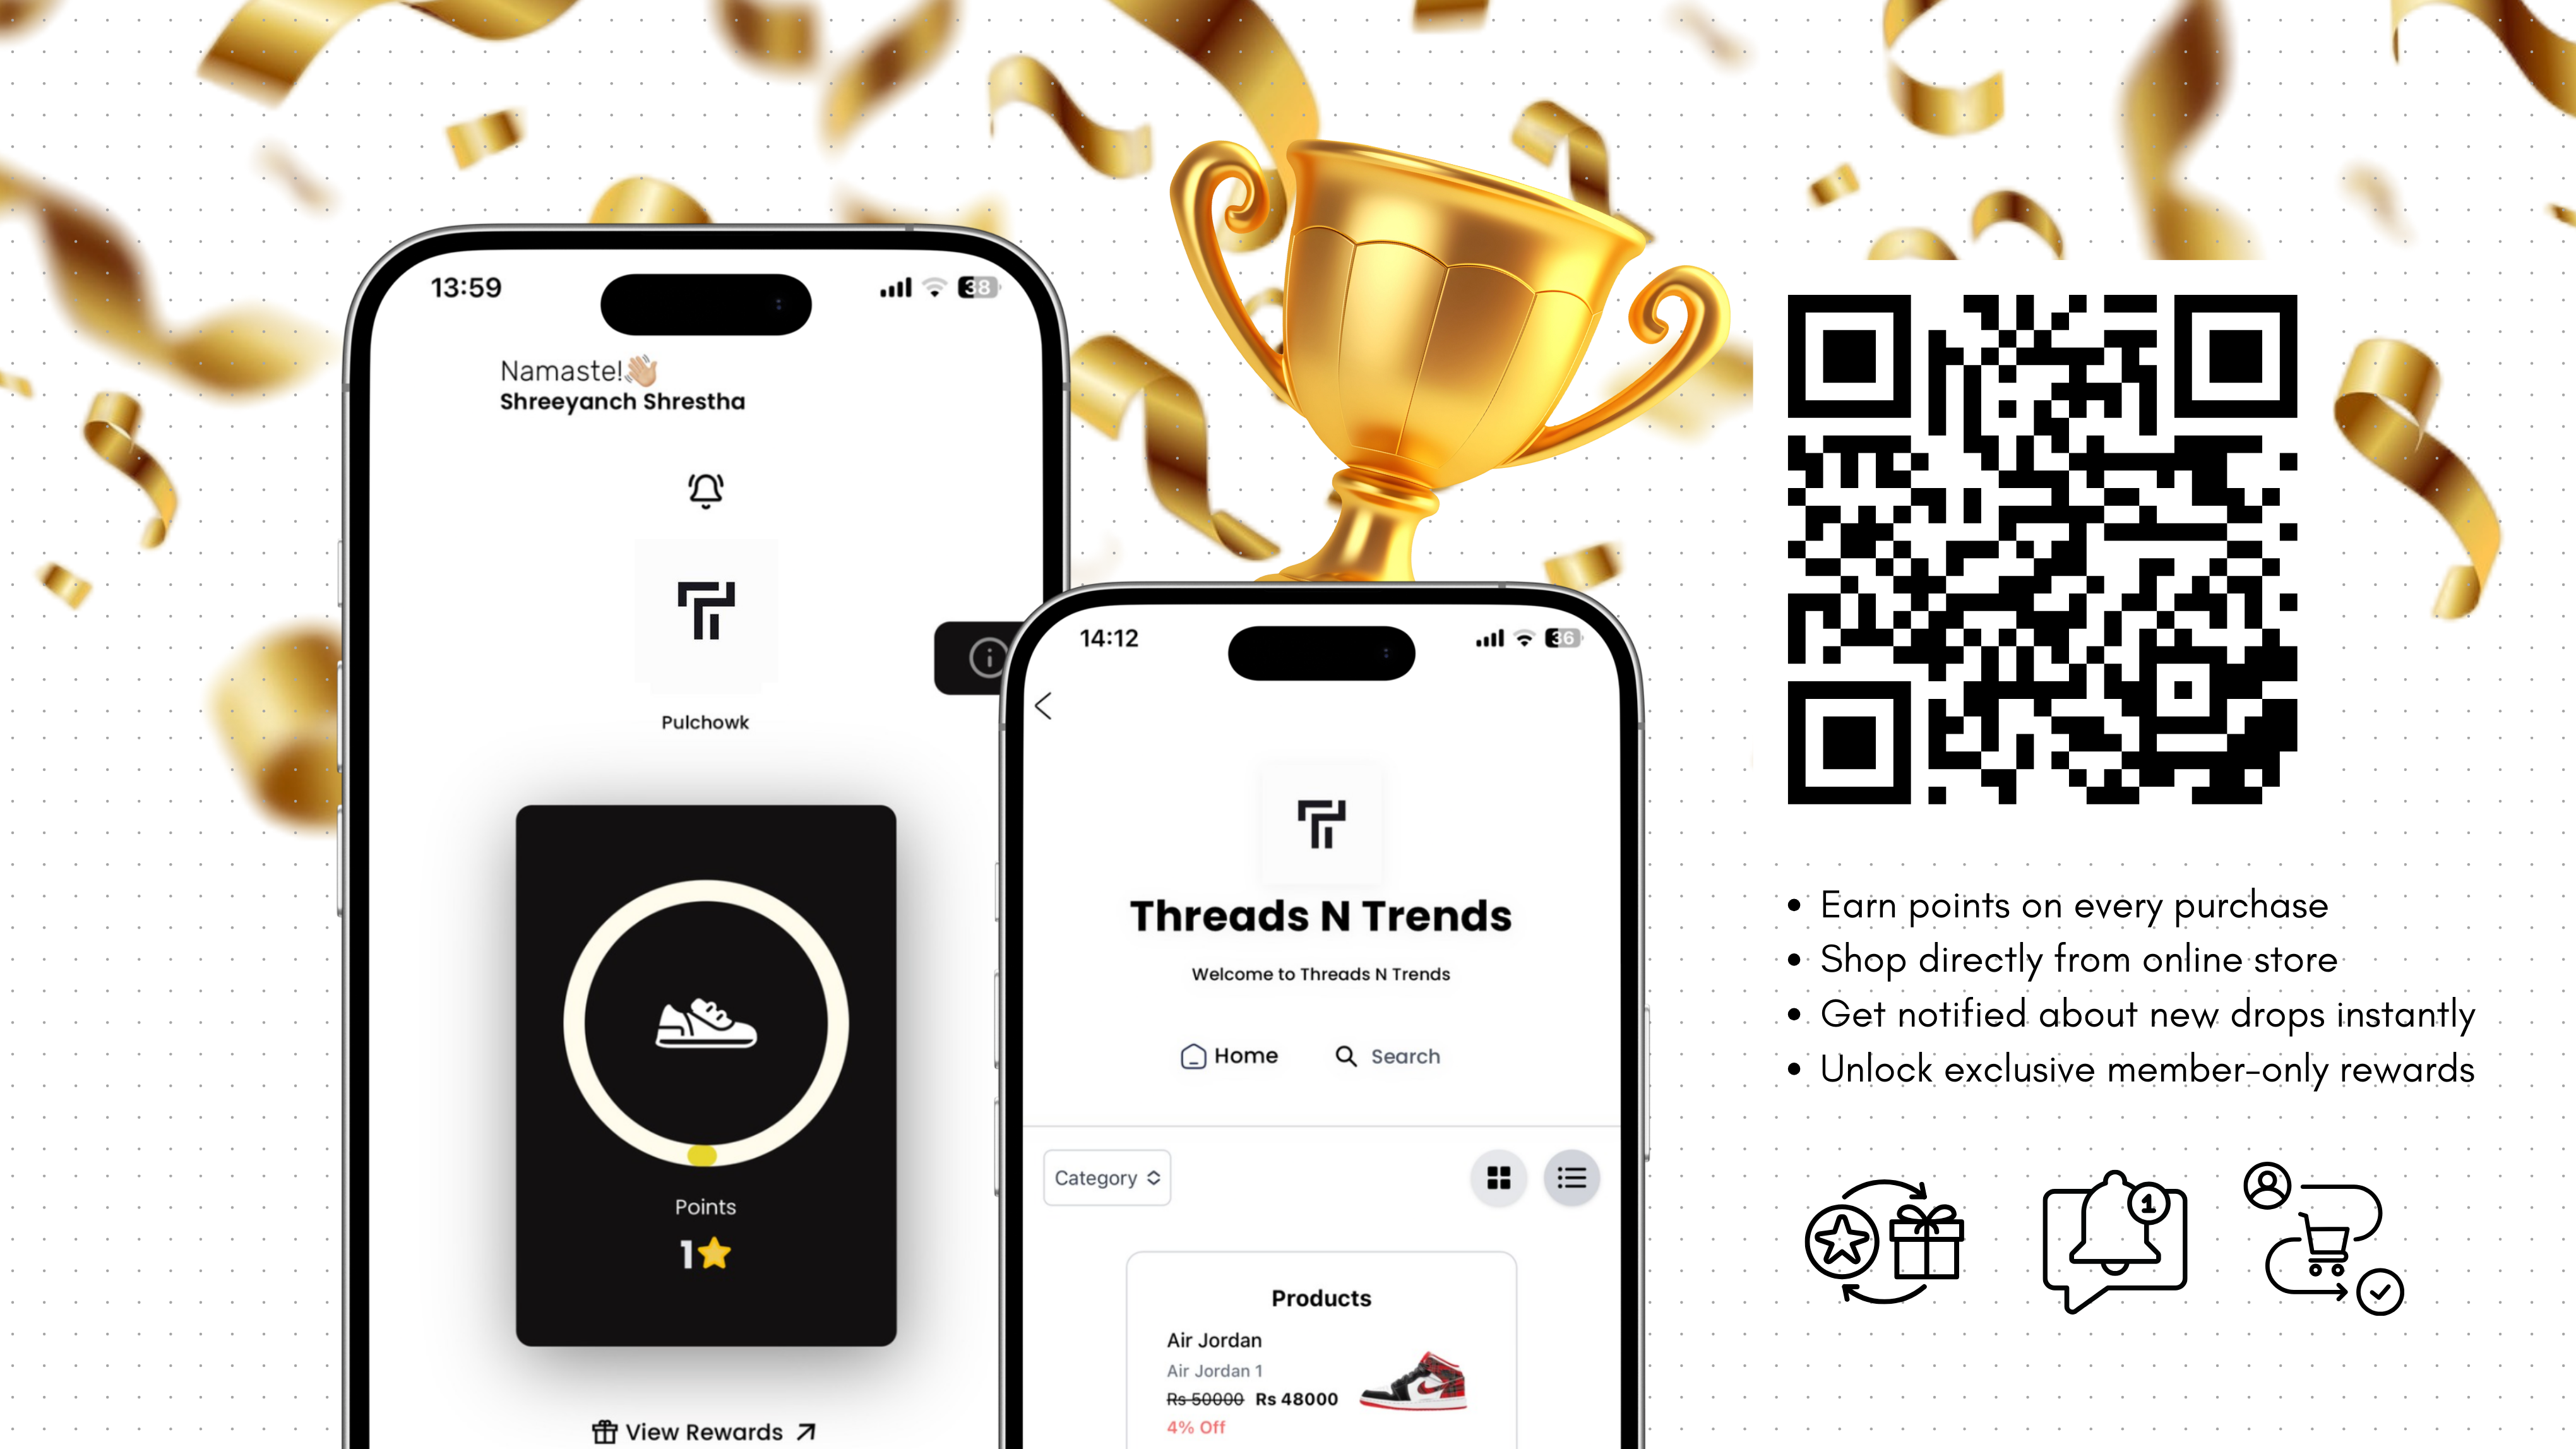 13:59
38
Namaste!👋🏼
Shreeyanch Shrestha
Pulchowk
Points
1⭐
View Rewards
14:12
36
Threads N Trends
Welcome to Threads N Trends
Home Search
Category
Products
Air Jordan
Air Jordan 1
Rs 50000 Rs 48000
4% Off
• Earn points on every purchase
• Shop directly from online store
• Get notified about new drops instantly
• Unlock exclusive member-only rewards
1